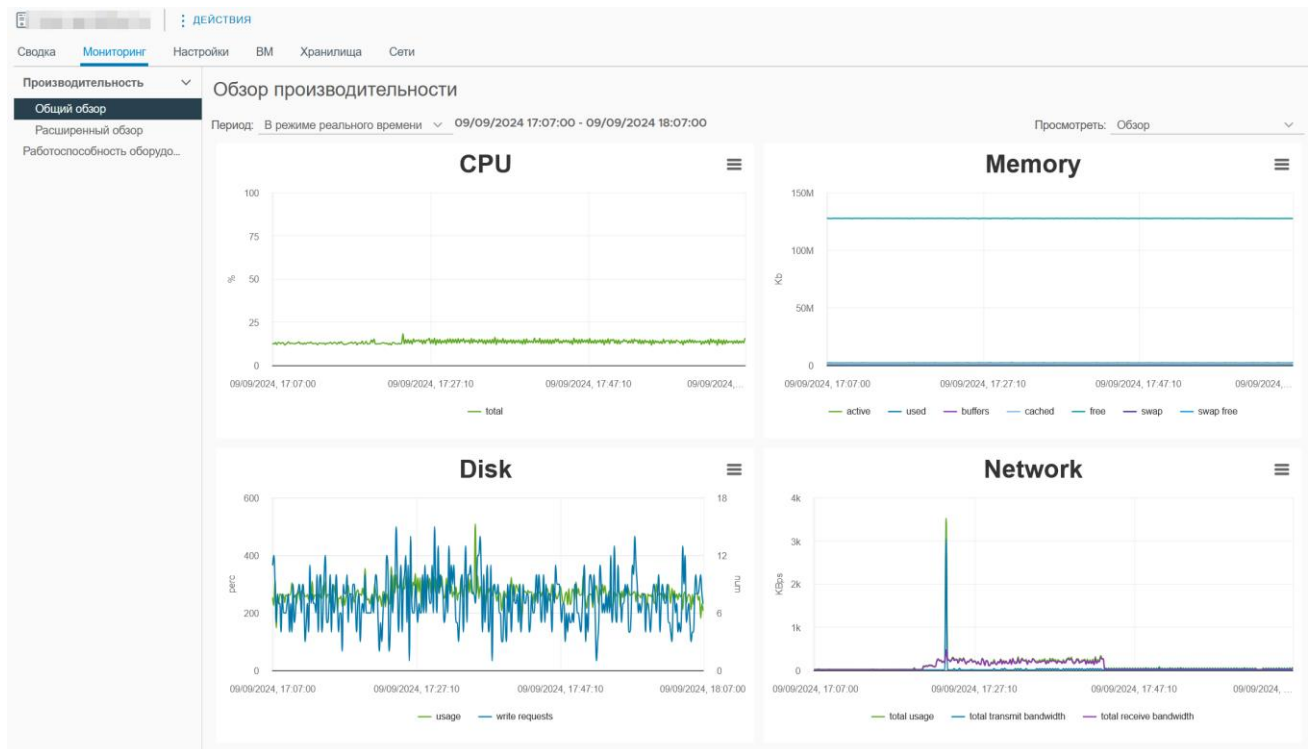 ДЕЙСТВИЯ
Сводка Мониторинг Настройки ВМ Хранилища Сети
Производительность
Общий обзор
Расширенный обзор
Работоспособность оборудо...
Обзор производительности
Период: В режиме реального времени 09/09/2024 17:07:00 - 09/09/2024 18:07:00 Просмотреть: Обзор
CPU
100
75
50
25
0
%
09/09/2024, 17:07:00 09/09/2024, 17:27:10 09/09/2024, 17:47:10 09/09/2024,...
total
Memory
150M
100M
50M
0
Kb
09/09/2024, 17:07:00 09/09/2024, 17:27:10 09/09/2024, 17:47:10 09/09/2024,...
active used buffers cached free swap swap free
Disk
600
400
200
0
perc
18
12
6
0
num
09/09/2024, 17:07:00 09/09/2024, 17:27:10 09/09/2024, 17:47:10 09/09/2024, 18:07:00
usage write requests
Network
4k
3k
2k
1k
0
KBps
09/09/2024, 17:07:00 09/09/2024, 17:27:10 09/09/2024, 17:47:10 09/09/2024, ...
total usage total transmit bandwidth total receive bandwidth